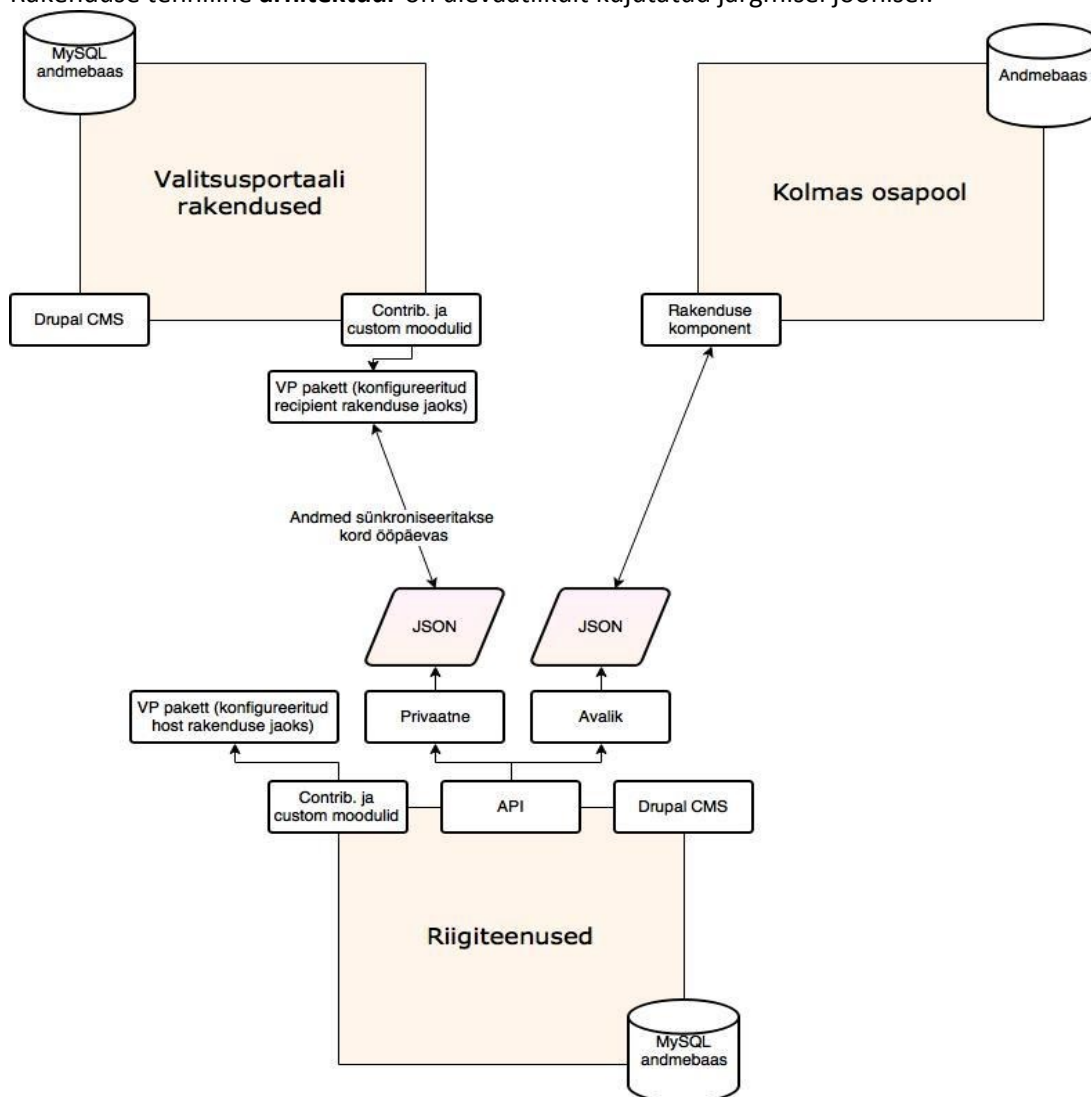 Rakenduse tehniline arhitektuur on ülevaatlikult kujutatud järgmisel joonisel:
MySQL
andmebaas
Andmebaas
Valitsusportaali
rakendused
Kolmas osapool
Drupal CMS
Contrib. ja
custom moodulid
Rakenduse
komponent
VP pakett (konfigureeritud
recipient rakenduse jaoks)
Andmed sünkroniseeritakse
kord ööpäevas
JSON
JSON
VP pakett (konfigureeritud
host rakenduse jaoks)
Privaatne
Avalik
Contrib. ja
custom moodulid
API
Drupal CMS
Riigiteenused
MySQL
andmebaas